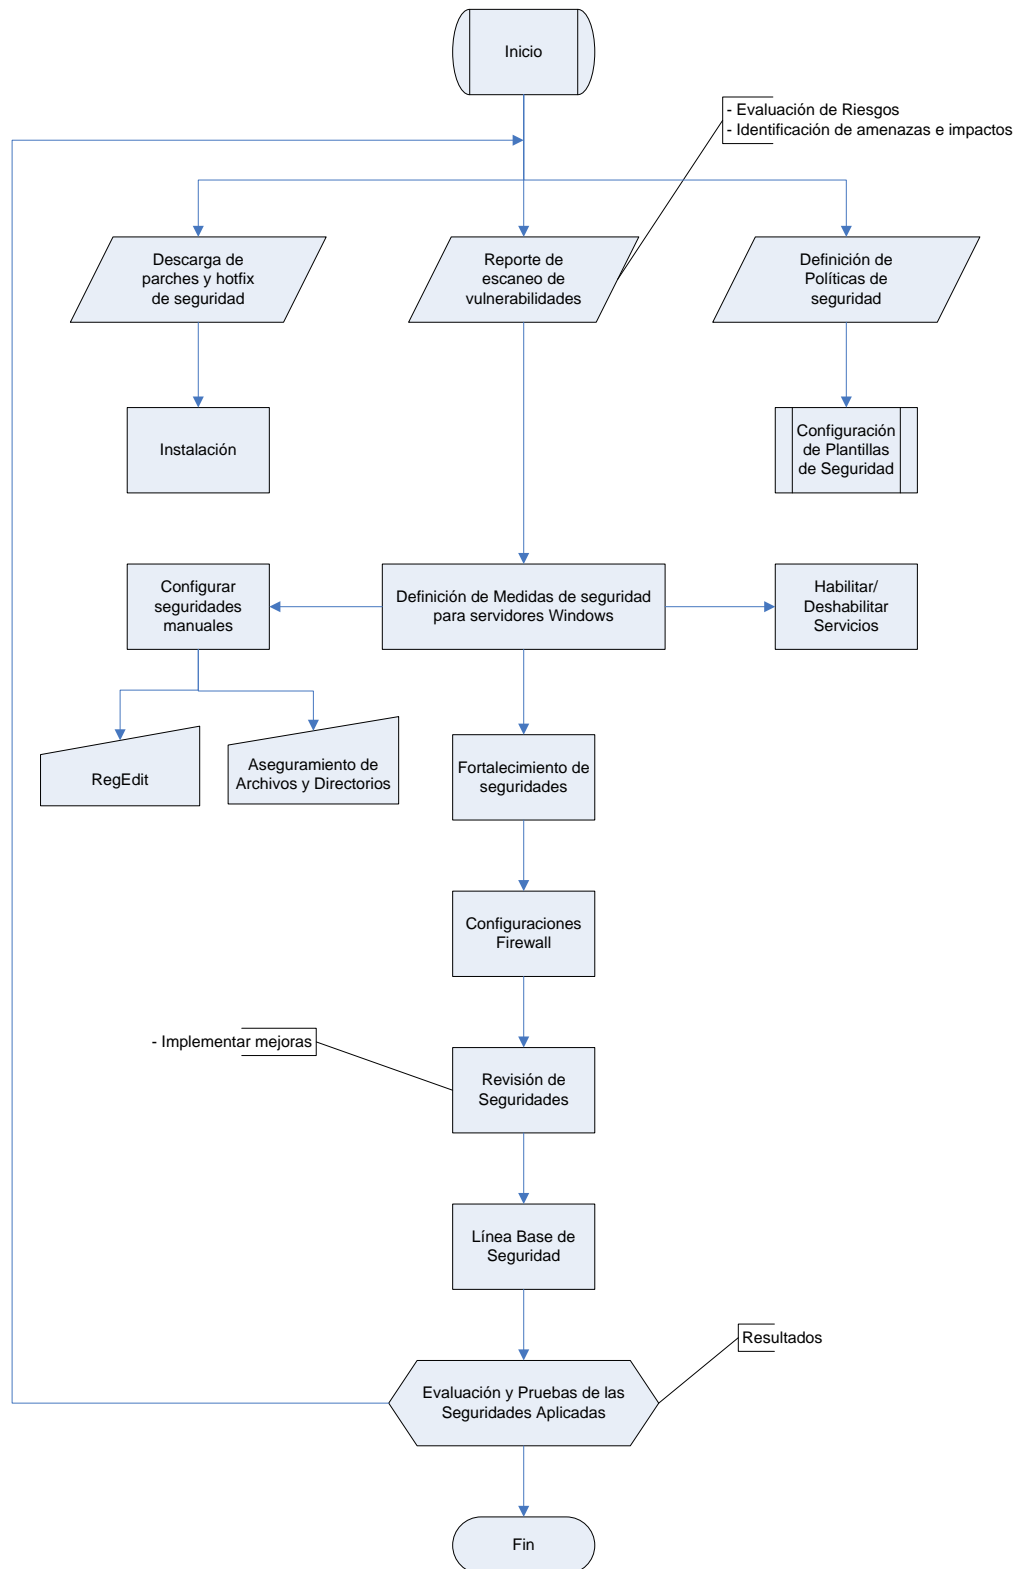 Inicio
- Evaluación de Riesgos
- Identificación de amenazas e impactos
Descarga de
parches y hotfix
de seguridad
Reporte de
escaneo de
vulnerabilidades
Definición de
Políticas de
seguridad
Instalación
Configuración
de Plantillas
de Seguridad
Configurar
seguridades
manuales
Definición de Medidas de seguridad
para servidores Windows
Habilitar/
Deshabilitar
Servicios
RegEdit
Aseguramiento de
Archivos y Directorios
Fortalecimiento de
seguridades
Configuraciones
Firewall
- Implementar mejoras
Revisión de
Seguridades
Línea Base de
Seguridad
Resultados
Evaluación y Pruebas de las
Seguridades Aplicadas
Fin